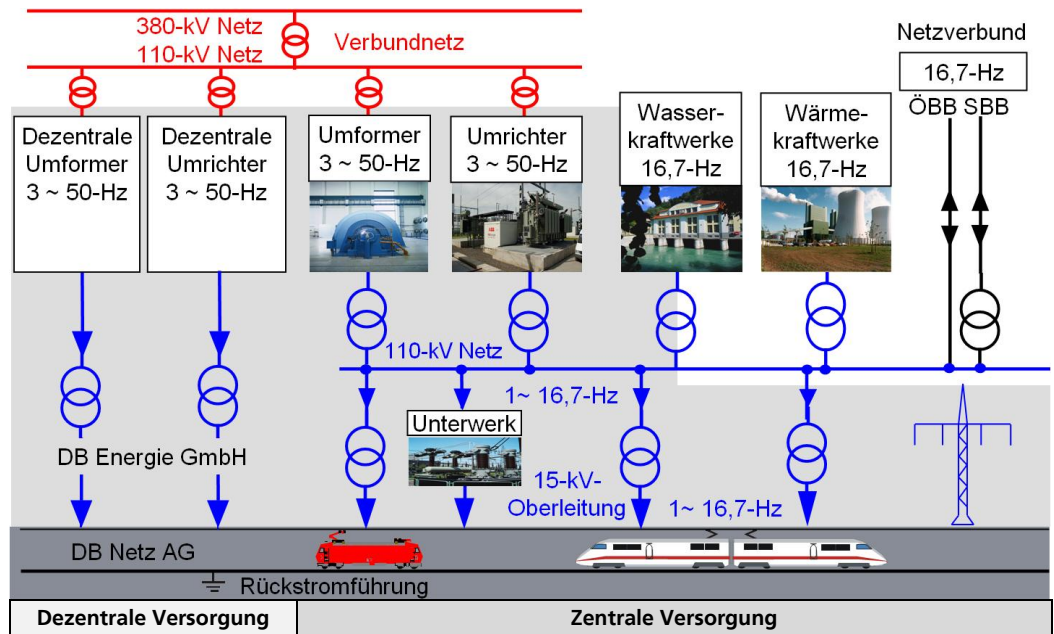 380-kV Netz
110-kV Netz
Verbundnetz
Netzverbund
16,7-Hz
ÖBB SBB
Dezentrale
Umformer
3 ~ 50-Hz
Dezentrale
Umrichter
3 ~ 50-Hz
Umformer
3 ~ 50-Hz
Umrichter
3 ~ 50-Hz
Wasser-
kraftwerke
16,7-Hz
Wärme-
kraftwerke
16,7-Hz
110-kV Netz
1~ 16,7-Hz
Unterwerk
DB Energie GmbH
15-kV-
Oberleitung
1~ 16,7-Hz
DB Netz AG
Rückstromführung
Dezentrale Versorgung
Zentrale Versorgung